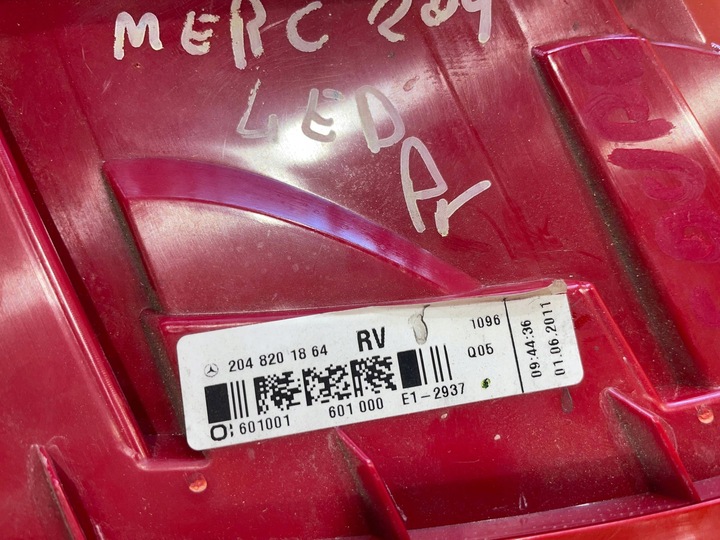 MERC 204
LED
Pr
COUPE
204 820 18 64
RV
1096
Q05
601001
601 000
E1-2937
09:44:36
01.06.2011